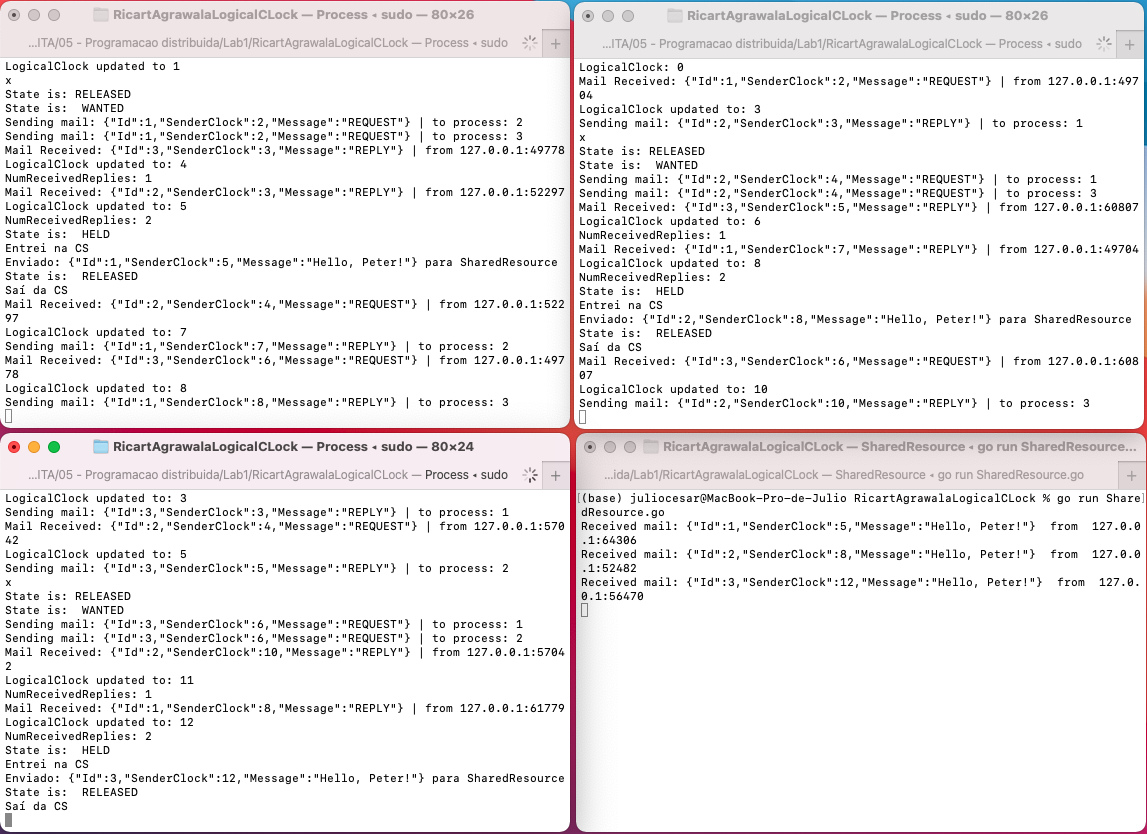 RicartAgrawalaLogicalCLock — Process ◂ sudo — 80×26
...ITA/05 - Programacao distribuida/Lab1/RicartAgrawalaLogicalCLock — Process ◂ sudo
+
LogicalClock updated to 1
x
State is: RELEASED
State is:  WANTED
Sending mail: {"Id":1,"SenderClock":2,"Message":"REQUEST"} | to process: 2
Sending mail: {"Id":1,"SenderClock":2,"Message":"REQUEST"} | to process: 3
Mail Received: {"Id":3,"SenderClock":3,"Message":"REPLY"} | from 127.0.0.1:49778
LogicalClock updated to: 4
NumReceivedReplies: 1
Mail Received: {"Id":2,"SenderClock":3,"Message":"REPLY"} | from 127.0.0.1:52297
LogicalClock updated to: 5
NumReceivedReplies: 2
State is:  HELD
Entrei na CS
Enviado: {"Id":1,"SenderClock":5,"Message":"Hello, Peter!"} para SharedResource
State is:  RELEASED
Saí da CS
Mail Received: {"Id":2,"SenderClock":4,"Message":"REQUEST"} | from 127.0.0.1:522
97
LogicalClock updated to: 7
Sending mail: {"Id":1,"SenderClock":7,"Message":"REPLY"} | to process: 2
Mail Received: {"Id":3,"SenderClock":6,"Message":"REQUEST"} | from 127.0.0.1:497
78
LogicalClock updated to: 8
Sending mail: {"Id":1,"SenderClock":8,"Message":"REPLY"} | to process: 3
RicartAgrawalaLogicalCLock — Process ◂ sudo — 80×26
...ITA/05 - Programacao distribuida/Lab1/RicartAgrawalaLogicalCLock — Process ◂ sudo
+
LogicalClock: 0
Mail Received: {"Id":1,"SenderClock":2,"Message":"REQUEST"} | from 127.0.0.1:497
04
LogicalClock updated to: 3
Sending mail: {"Id":2,"SenderClock":3,"Message":"REPLY"} | to process: 1
x
State is: RELEASED
State is:  WANTED
Sending mail: {"Id":2,"SenderClock":4,"Message":"REQUEST"} | to process: 1
Sending mail: {"Id":2,"SenderClock":4,"Message":"REQUEST"} | to process: 3
Mail Received: {"Id":3,"SenderClock":5,"Message":"REPLY"} | from 127.0.0.1:60807
LogicalClock updated to: 6
NumReceivedReplies: 1
Mail Received: {"Id":1,"SenderClock":7,"Message":"REPLY"} | from 127.0.0.1:49704
LogicalClock updated to: 8
NumReceivedReplies: 2
State is:  HELD
Entrei na CS
Enviado: {"Id":2,"SenderClock":8,"Message":"Hello, Peter!"} para SharedResource
State is:  RELEASED
Saí da CS
Mail Received: {"Id":3,"SenderClock":6,"Message":"REQUEST"} | from 127.0.0.1:608
07
LogicalClock updated to: 10
Sending mail: {"Id":2,"SenderClock":10,"Message":"REPLY"} | to process: 3
RicartAgrawalaLogicalCLock — Process ◂ sudo — 80×24
...ITA/05 - Programacao distribuida/Lab1/RicartAgrawalaLogicalCLock — Process ◂ sudo
+
LogicalClock updated to: 3
Sending mail: {"Id":3,"SenderClock":3,"Message":"REPLY"} | to process: 1
Mail Received: {"Id":2,"SenderClock":4,"Message":"REQUEST"} | from 127.0.0.1:570
42
LogicalClock updated to: 5
Sending mail: {"Id":3,"SenderClock":5,"Message":"REPLY"} | to process: 2
x
State is: RELEASED
State is:  WANTED
Sending mail: {"Id":3,"SenderClock":6,"Message":"REQUEST"} | to process: 1
Sending mail: {"Id":3,"SenderClock":6,"Message":"REQUEST"} | to process: 2
Mail Received: {"Id":2,"SenderClock":10,"Message":"REPLY"} | from 127.0.0.1:5704
2
LogicalClock updated to: 11
NumReceivedReplies: 1
Mail Received: {"Id":1,"SenderClock":8,"Message":"REPLY"} | from 127.0.0.1:61779
LogicalClock updated to: 12
NumReceivedReplies: 2
State is:  HELD
Entrei na CS
Enviado: {"Id":3,"SenderClock":12,"Message":"Hello, Peter!"} para SharedResource
State is:  RELEASED
Saí da CS
RicartAgrawalaLogicalCLock — SharedResource ◂ go run SharedResource...
...ida/Lab1/RicartAgrawalaLogicalCLock — SharedResource ◂ go run SharedResource.go
+
[(base) juliocesar@MacBook-Pro-de-Julio RicartAgrawalaLogicalCLock % go run Share]
dResource.go
Received mail: {"Id":1,"SenderClock":5,"Message":"Hello, Peter!"}  from  127.0.0
.1:64306
Received mail: {"Id":2,"SenderClock":8,"Message":"Hello, Peter!"}  from  127.0.0
.1:52482
Received mail: {"Id":3,"SenderClock":12,"Message":"Hello, Peter!"}  from  127.0.
0.1:56470